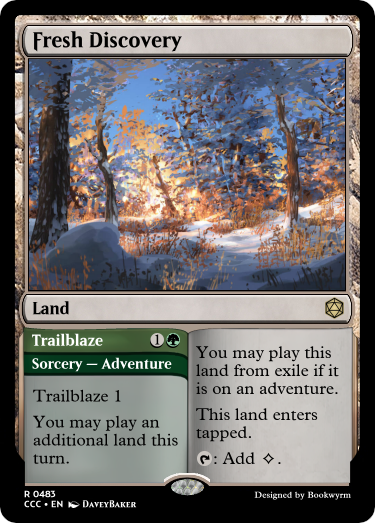 Fresh Discovery
Land
Trailblaze 1
Sorcery — Adventure
Trailblaze 1
You may play an
additional land this
turn.
You may play this
land from exile if it
is on an adventure.
This land enters
tapped.
: Add .
R 0483
CCC • EN DaveyBaker
Designed by Bookwyrm